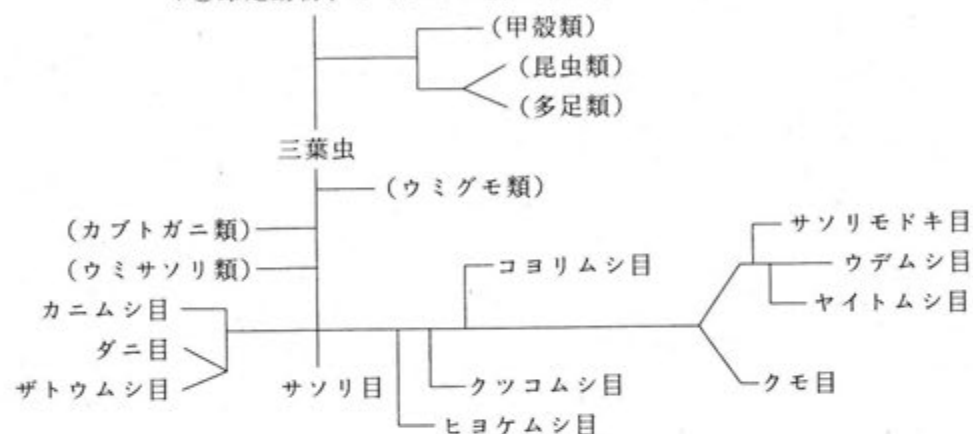 (甲殻類)
(昆虫類)
(多足類)
三葉虫
(ウミグモ類)
(カブトガニ類)
サソリモドキ目
(ウミサソリ類)
コヨリムシ目
ウデムシ目
カニムシ目
ヤイトムシ目
ダニ目
ザトウムシ目
サソリ目
クツコムシ目
クモ目
ヒヨケムシ目